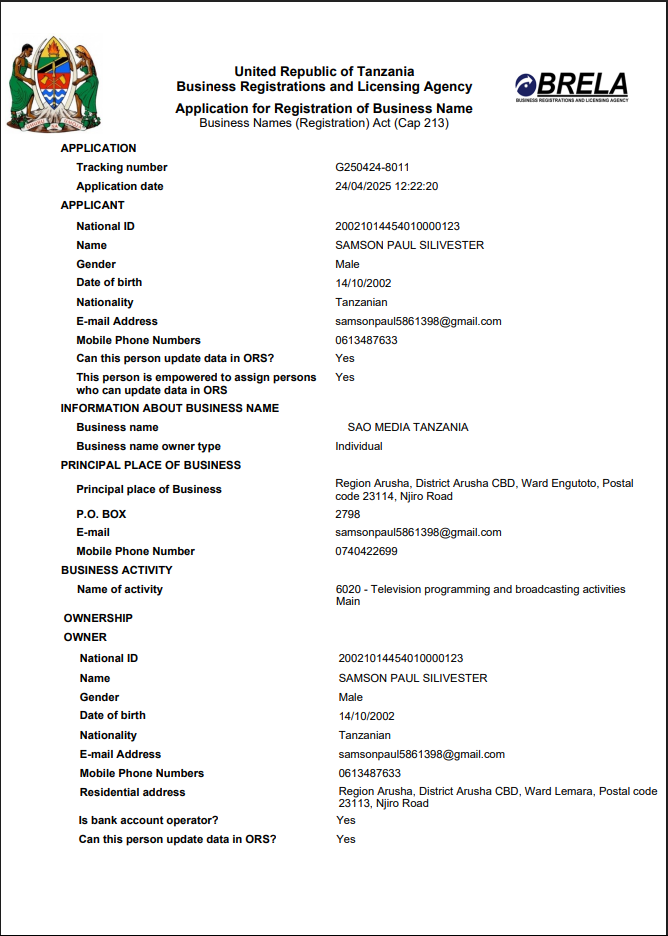 United Republic of Tanzania
Business Registrations and Licensing Agency
BRELA
BUSINESS REGISTRATIONS AND LICENSING AGENCY
Application for Registration of Business Name
Business Names (Registration) Act (Cap 213)
APPLICATION
Tracking number G250424-8011
Application date 24/04/2025 12:22:20
APPLICANT
National ID 20021014454010000123
Name SAMSON PAUL SILIVESTER
Gender Male
Date of birth 14/10/2002
Nationality Tanzanian
E-mail Address samsonpaul5861398@gmail.com
Mobile Phone Numbers 0613487633
Can this person update data in ORS? Yes
This person is empowered to assign persons Yes
who can update data in ORS
INFORMATION ABOUT BUSINESS NAME
Business name SAO MEDIA TANZANIA
Business name owner type Individual
PRINCIPAL PLACE OF BUSINESS
Principal place of Business Region Arusha, District Arusha CBD, Ward Engutoto, Postal
code 23114, Njiro Road
P.O. BOX 2798
E-mail samsonpaul5861398@gmail.com
Mobile Phone Number 0740422699
BUSINESS ACTIVITY
Name of activity 6020 - Television programming and broadcasting activities
Main
OWNERSHIP
OWNER
National ID 20021014454010000123
Name SAMSON PAUL SILIVESTER
Gender Male
Date of birth 14/10/2002
Nationality Tanzanian
E-mail Address samsonpaul5861398@gmail.com
Mobile Phone Numbers 0613487633
Residential address Region Arusha, District Arusha CBD, Ward Lemara, Postal code
23113, Njiro Road
Is bank account operator? Yes
Can this person update data in ORS? Yes